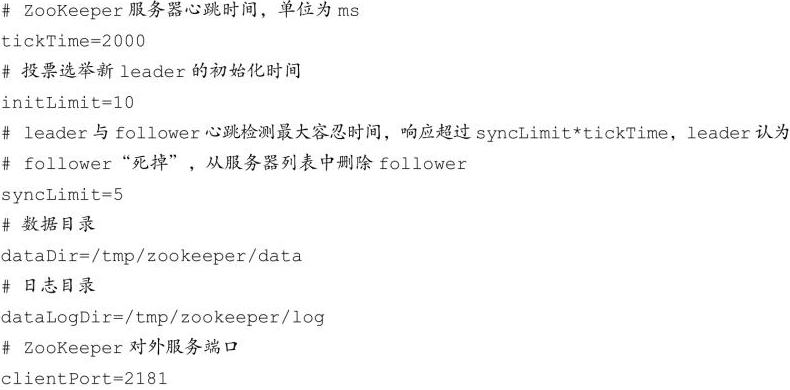 # ZooKeeper 服务器心跳时间，单位为 ms
tickTime=2000
# 投票选举新 leader 的初始化时间
initLimit=10
# leader 与 follower 心跳检测最大容忍时间，响应超过 syncLimit*tickTime，leader 认为
# follower“死掉”，从服务器列表中删除 follower
syncLimit=5
# 数据目录
dataDir=/tmp/zookeeper/data
# 日志目录
dataLogDir=/tmp/zookeeper/log
# ZooKeeper 对外服务端口
clientPort=2181